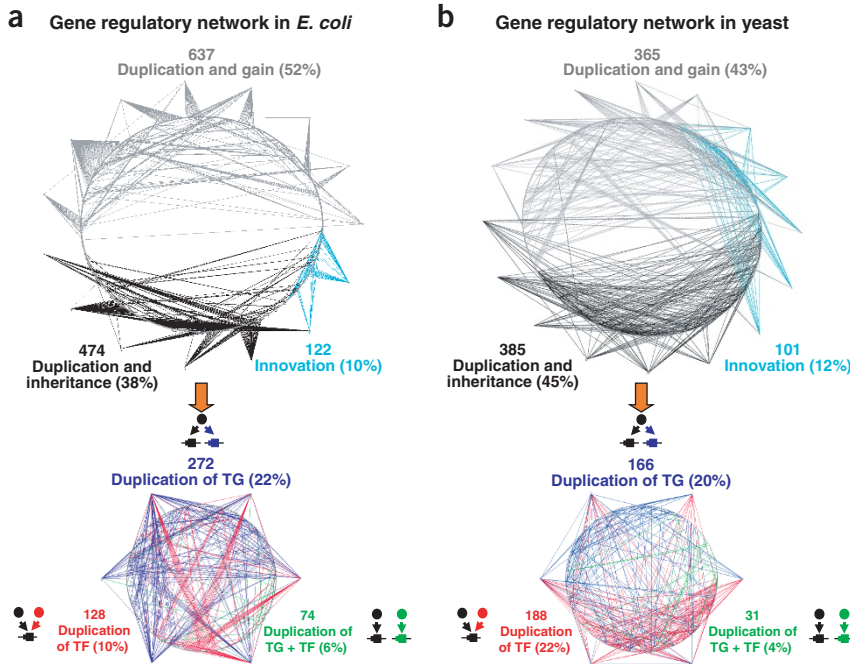 a
Gene regulatory network in E. coli
637
Duplication and gain (52%)
474
Duplication and
inheritance (38%)
122
Innovation (10%)
272
Duplication of TG (22%)
128
Duplication
of TF (10%)
74
Duplication of
TG + TF (6%)
b
Gene regulatory network in yeast
365
Duplication and gain (43%)
385
Duplication and
inheritance (45%)
101
Innovation (12%)
166
Duplication of TG (20%)
188
Duplication
of TF (22%)
31
Duplication of
TG + TF (4%)